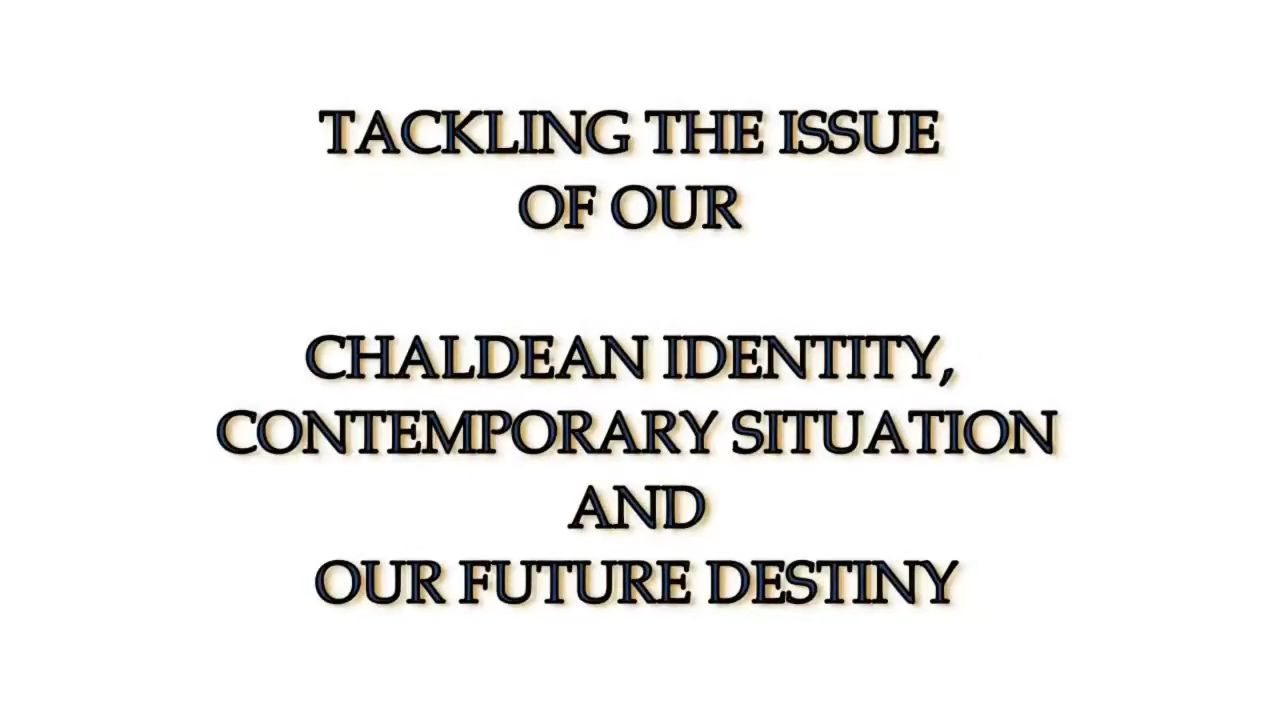 TACKLING THE ISSUE
OF OUR
CHALDEAN IDENTITY,
CONTEMPORARY SITUATION
AND
OUR FUTURE DESTINY